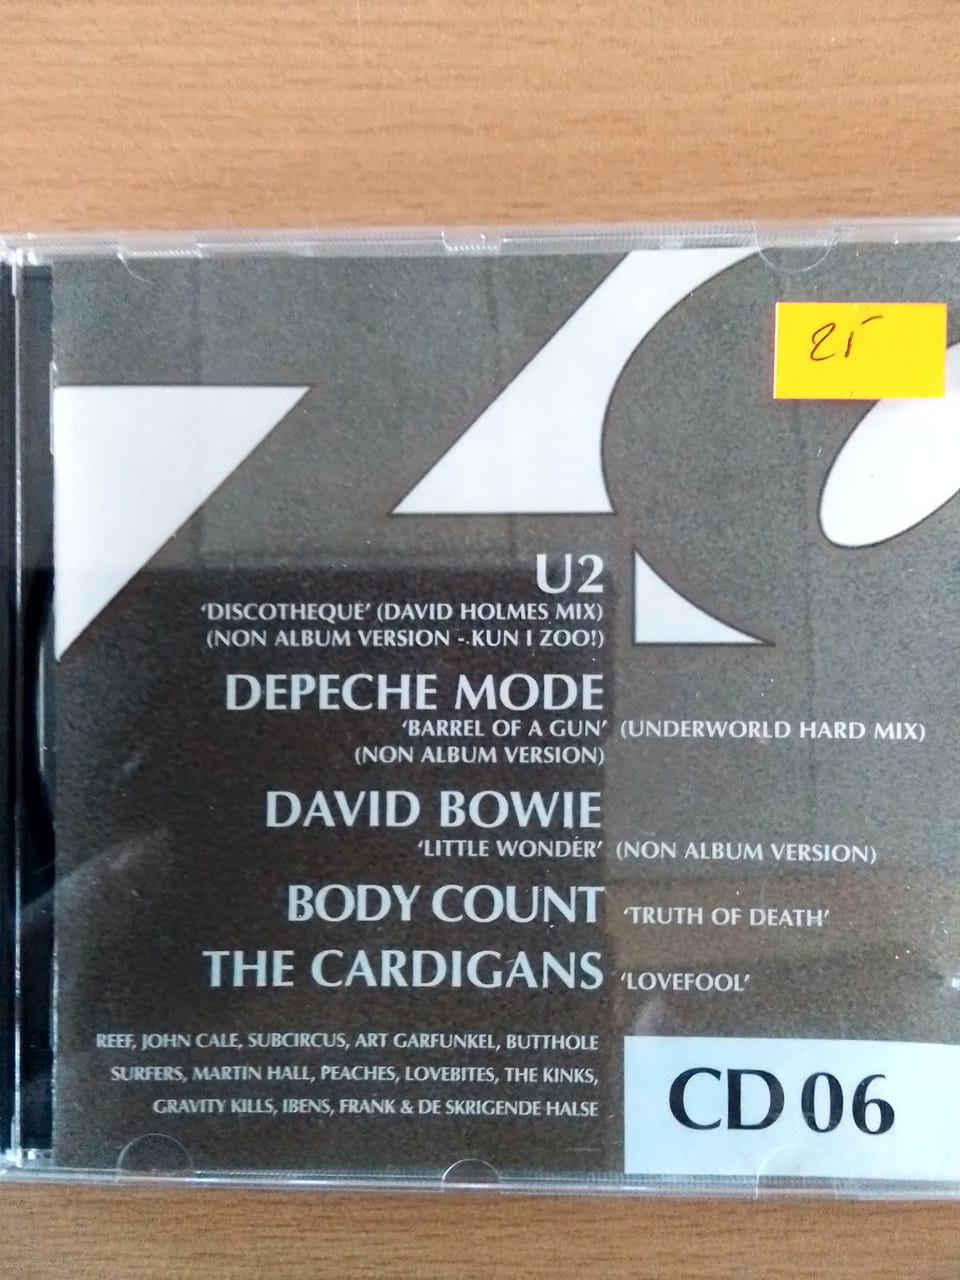 25
U2
'DISCOTHEQUE' (DAVID HOLMES MIX)
(NON ALBUM VERSION - KUN I ZOO!)
DEPECHE MODE
'BARREL OF A GUN' (UNDERWORLD HARD MIX)
(NON ALBUM VERSION)
DAVID BOWIE
'LITTLE WONDER' (NON ALBUM VERSION)
BODY COUNT 'TRUTH OF DEATH'
THE CARDIGANS 'LOVEFOOL'
REEF, JOHN CALE, SUBCIRCUS, ART GARFUNKEL, BUTTHOLE
SURFERS, MARTIN HALL, PEACHES, LOVEBITES, THE KINKS,
GRAVITY KILLS, IBENS, FRANK & DE SKRIGENDE HALSE
CD 06